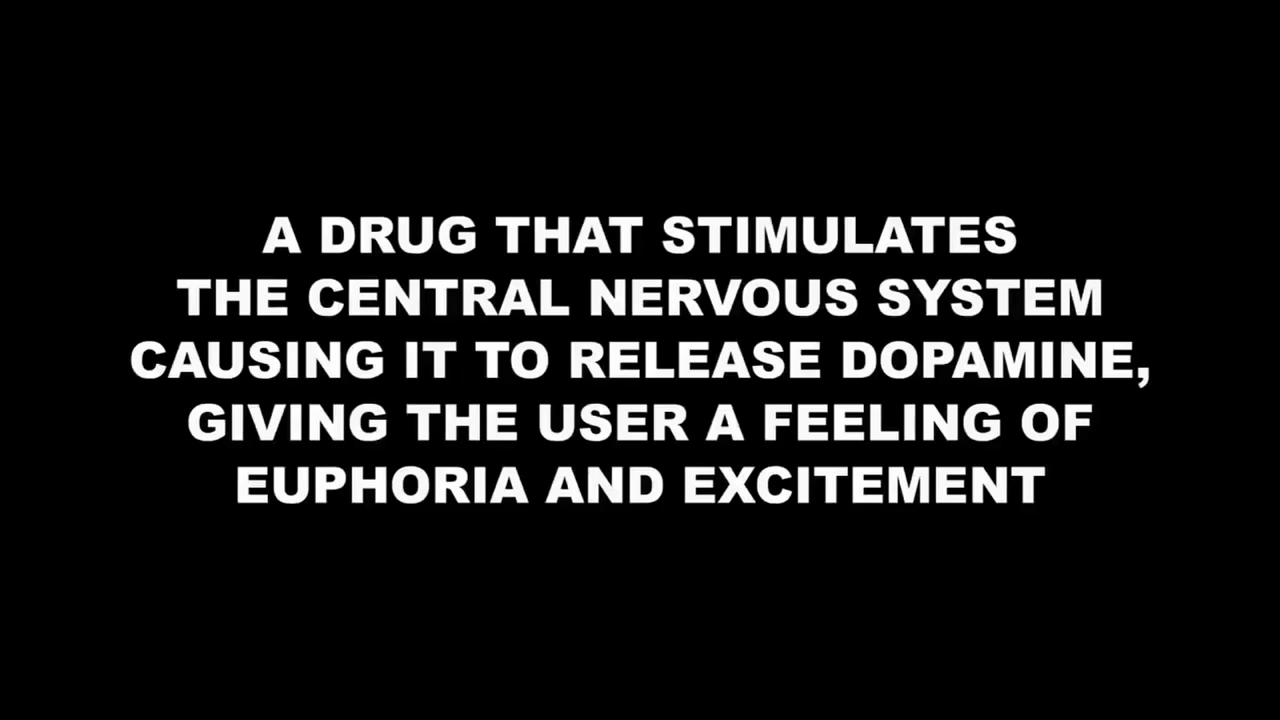 A DRUG THAT STIMULATES
THE CENTRAL NERVOUS SYSTEM
CAUSING IT TO RELEASE DOPAMINE,
GIVING THE USER A FEELING OF
EUPHORIA AND EXCITEMENT